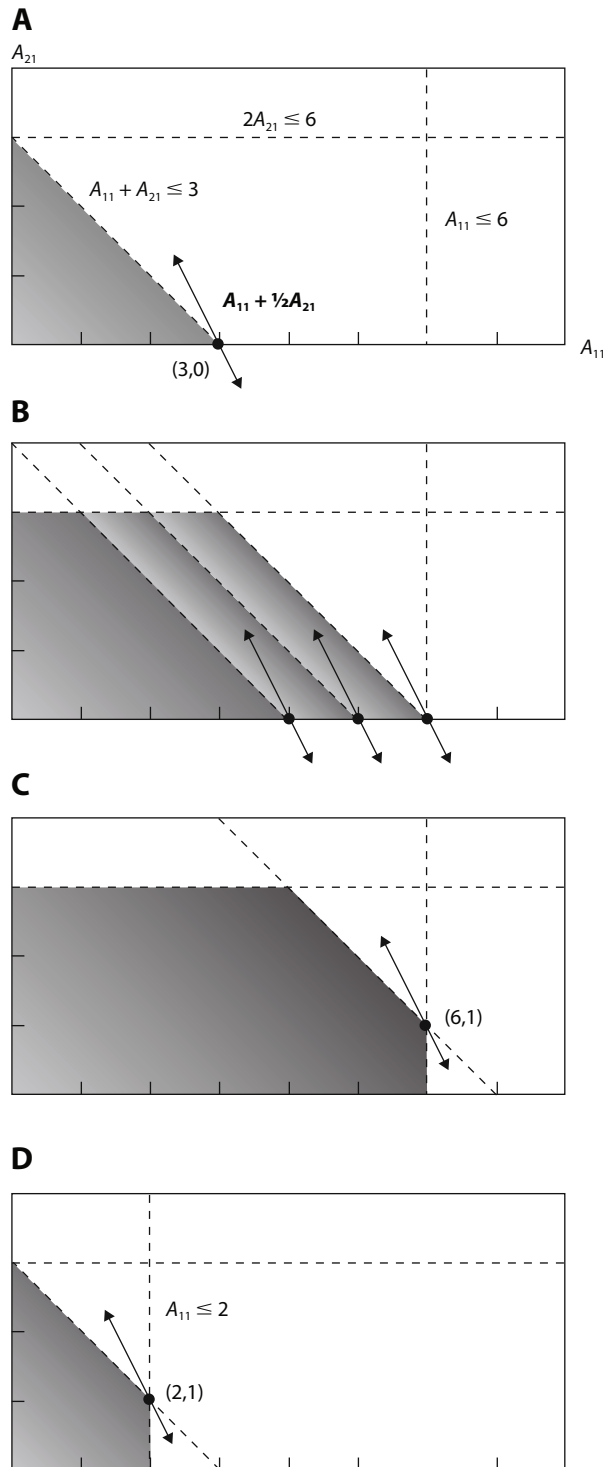 A
A₂₁
2A₂₁ ≤ 6
A₁₁ + A₂₁ ≤ 3
A₁₁ ≤ 6
A₁₁ + ½A₂₁
A₁₁
(3,0)
B
C
(6,1)
D
A₁₁ ≤ 2
(2,1)